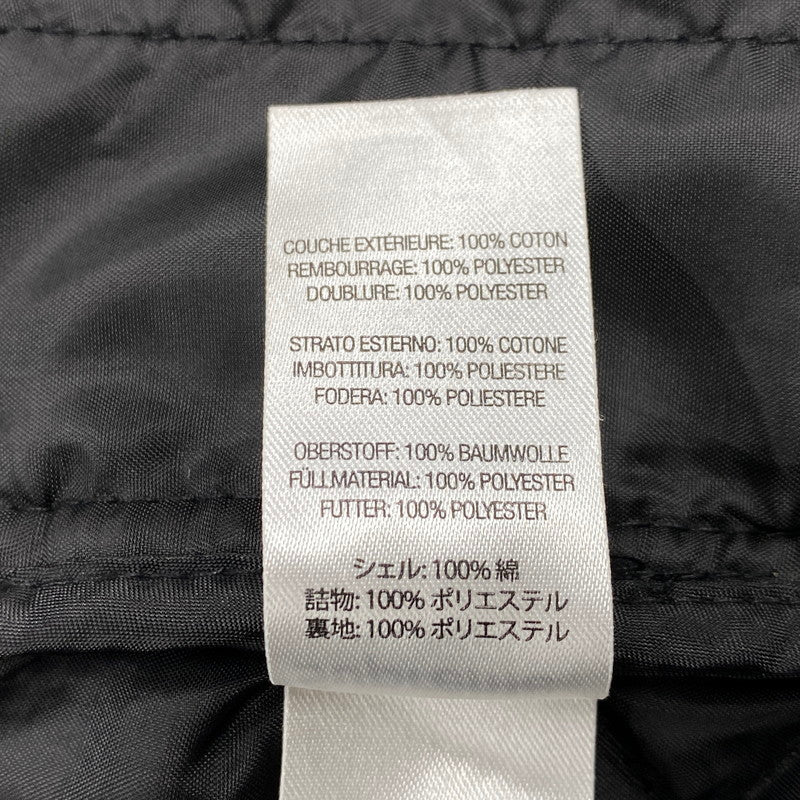 COUCHE EXTÉRIEURE: 100% COTON
REMBOURRAGE: 100% POLYESTER
DOUBLURE: 100% POLYESTER
STRATO ESTERNO: 100% COTONE
IMBOTTITURA: 100% POLIESTERE
FODERA: 100% POLIESTERE
OBERSTOFF: 100% BAUMWOLLE
FÜLLMATERIAL: 100% POLYESTER
FUTTER: 100% POLYESTER
シェル: 100% 綿
詰物: 100% ポリエステル
裏地: 100% ポリエステル